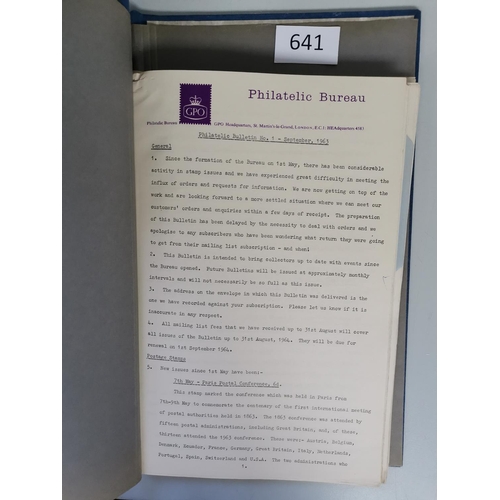 641
Philatelic Bureau
GPO
Philatelic Bureau GPO Headquarters, St. Martin's-le-Grand, London, E.C.1 HEAdquarters
Philatelic Bulletin No. 1 - September, 1963
General
1. Since the formation of the Bureau on 1st May, there has been considerable
activity in stamp issues and we have experienced great difficulty in meeting the
influx of orders and requests for information. We are now getting on top of the
work and are looking forward to a more settled situation where we can meet our
customers' orders and enquiries within a few days of receipt. The preparation
of this Bulletin has been delayed by the necessity to deal with orders and we
apologise to any subscribers who have been wondering what return they were going
to get from their mailing list subscription - and when!
2. This Bulletin is intended to bring collectors up to date with events since
the Bureau opened. Future Bulletins will be issued at approximately monthly
intervals and will not necessarily be so full as this issue.
3. The address on the envelope in which this Bulletin was delivered is the
one we have recorded against your subscription. Please let us know if it is
inaccurate in any respect.
4. All mailing list fees that we have received up to 31st August will cover
all issues of the Bulletin up to 31st August, 1964. They will be due for
renewal on 1st September 1964.
Postage Stamps
5. New issues since 1st May have been:-
7th May - Paris Postal Conference, 6d.
This stamp marked the conference which was held in Paris from
7th-9th May to commemorate the centenary of the first international meeting
of postal authorities held in 1863. The 1863 conference was attended by
fifteen postal administrations, including Great Britain, and, of these,
thirteen attended the 1963 conference. These were:- Austria, Belgium,
Denmark, Ecuador, France, Germany, Great Britain, Italy, Netherlands,
Portugal, Spain, Switzerland and U.S.A. The two administrations who